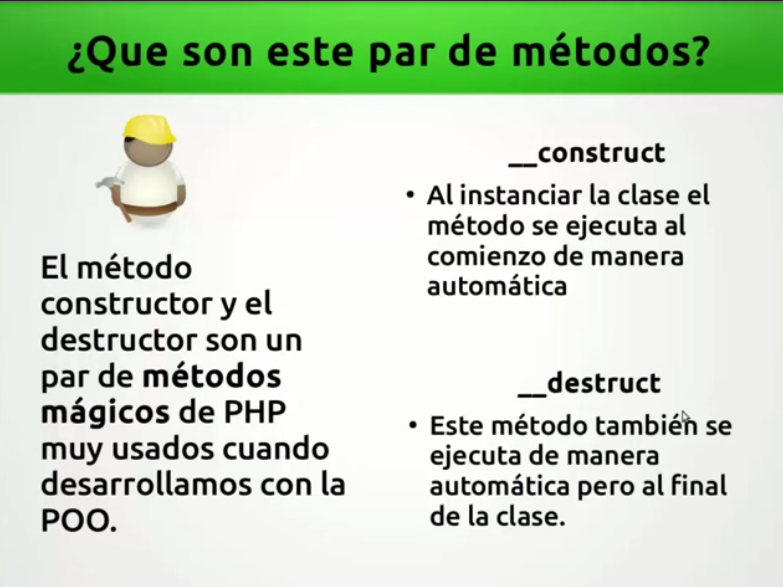 ¿Que son este par de métodos?
El método
constructor y el
destructor son un
par de métodos
mágicos de PHP
muy usados cuando
desarrollamos con la
POO.
__construct
• Al instanciar la clase el
método se ejecuta al
comienzo de manera
automática
__destruct
• Este método también se
ejecuta de manera
automática pero al final
de la clase.